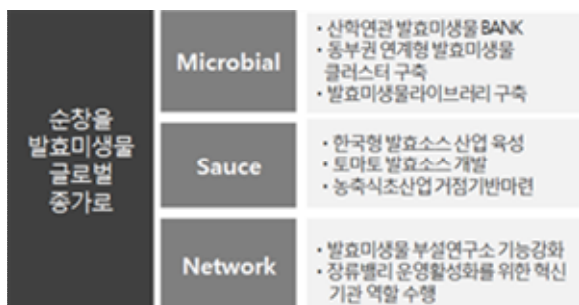 순창을
발효미생물
글로벌
종가로
Microbial
• 산학연관 발효미생물 BANK
• 동부권 연계형 발효미생물
클러스터 구축
• 발효미생물라이브러리 구축
Sauce
• 한국형 발효소스 산업 육성
• 토마토 발효소스 개발
• 농축식초산업 거점기반마련
Network
• 발효미생물 부설연구소 기능강화
• 장류밸리 운영활성화를 위한 혁신
기관 역할 수행